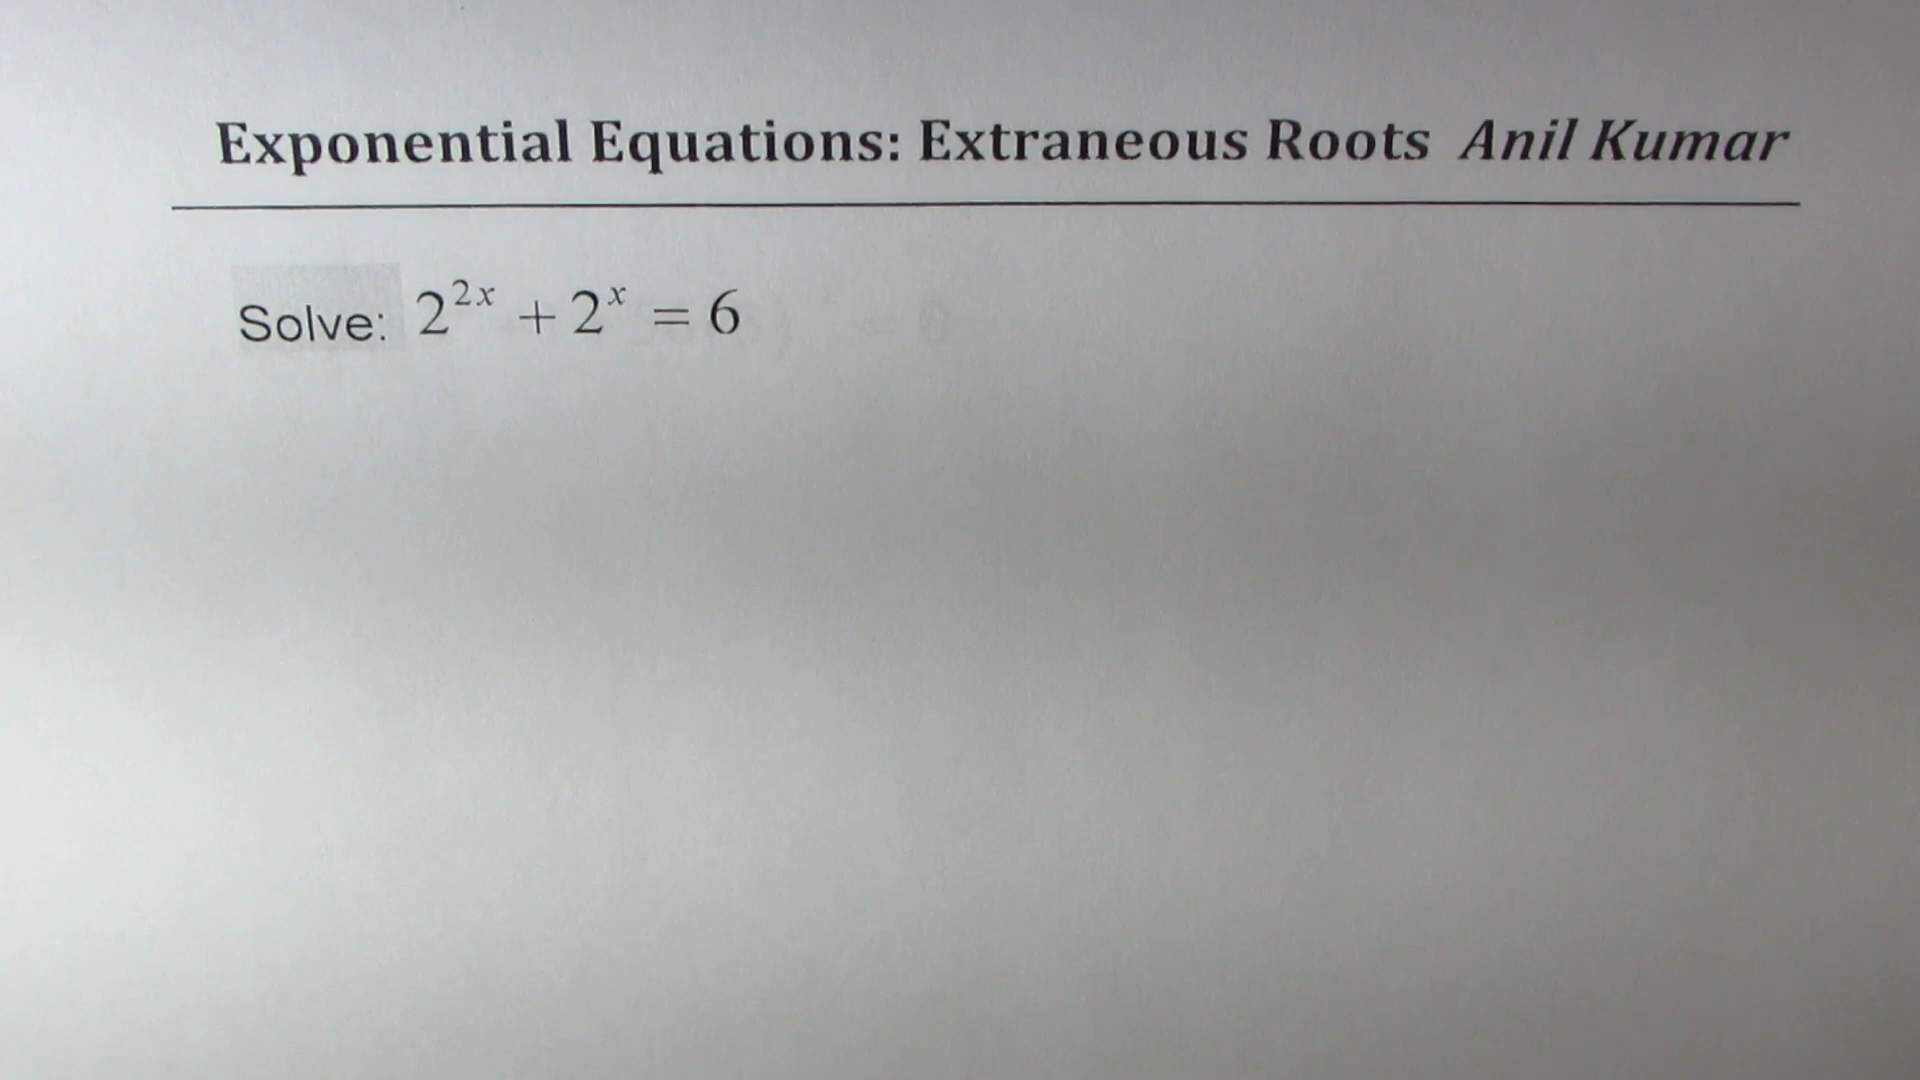 Exponential Equations: Extraneous Roots Anil Kumar
Solve: 2^{2x} + 2^x = 6